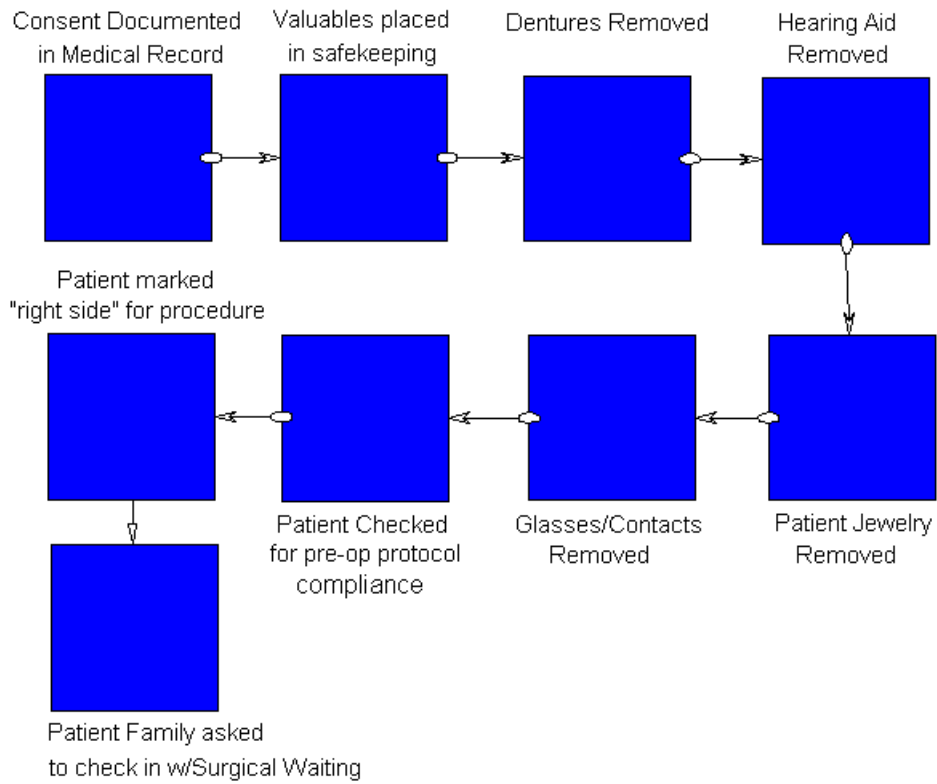 Consent Documented
in Medical Record
Valuables placed
in safekeeping
Dentures Removed
Hearing Aid
Removed
Patient marked
"right side" for procedure
Patient Checked
for pre-op protocol
compliance
Glasses/Contacts
Removed
Patient Jewelry
Removed
Patient Family asked
to check in w/Surgical Waiting